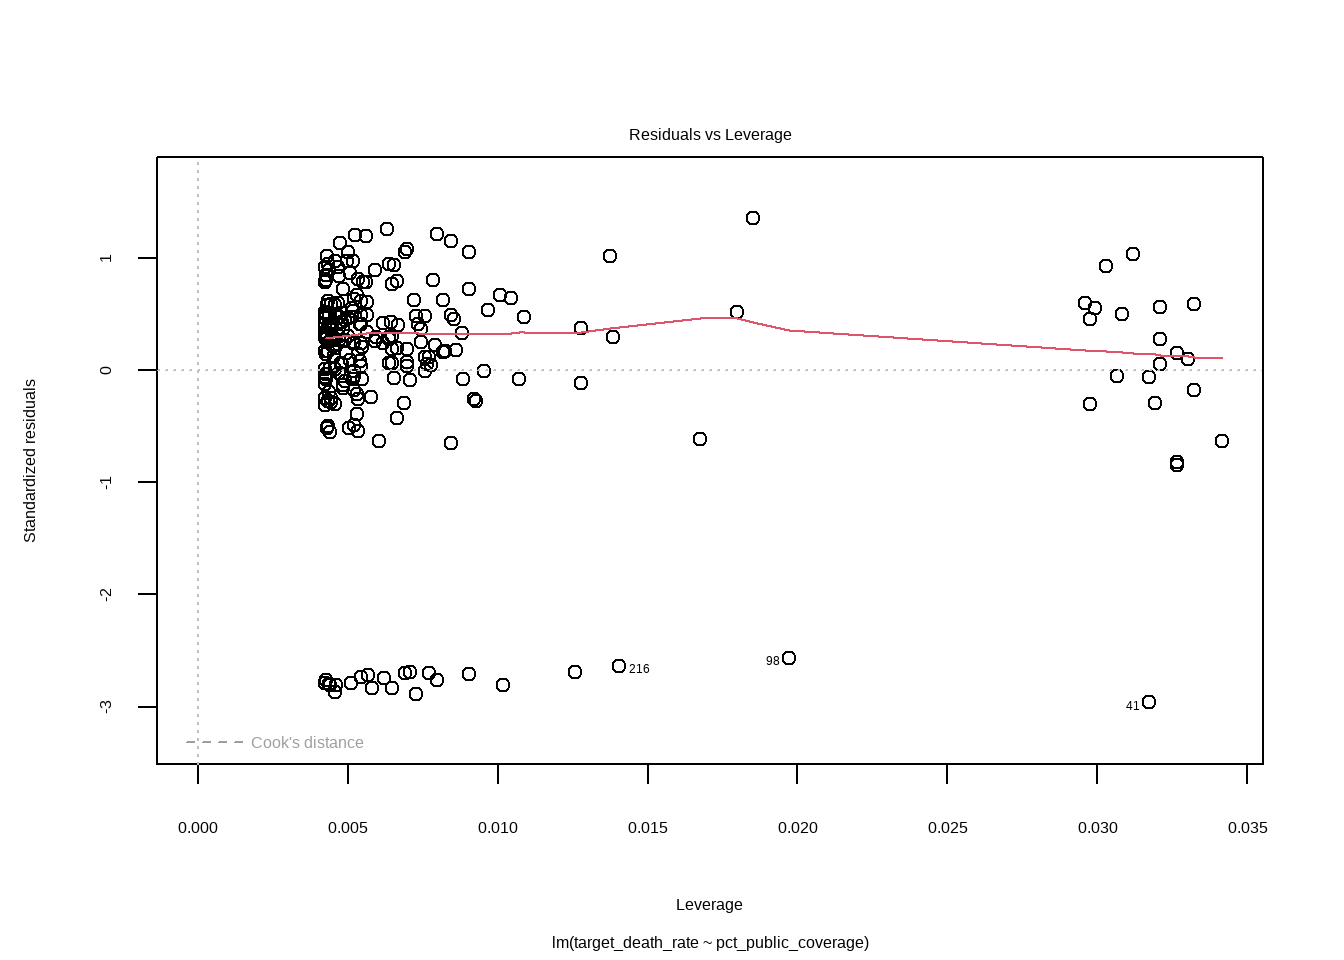 Residuals vs Leverage
Standardized residuals
1
0
-1
-2
-3
216
98
41
Cook's distance
0.000 0.005 0.010 0.015 0.020 0.025 0.030 0.035
Leverage
lm(target_death_rate ~ pct_public_coverage)